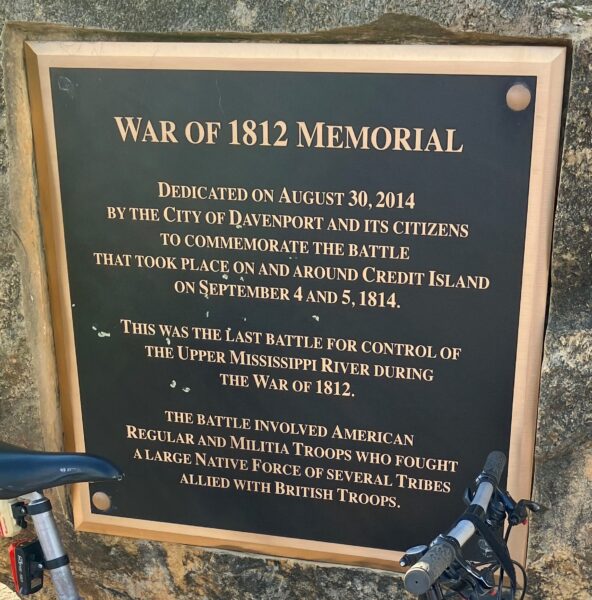 WAR OF 1812 MEMORIAL
DEDICATED ON AUGUST 30, 2014
BY THE CITY OF DAVENPORT AND ITS CITIZENS
TO COMMEMORATE THE BATTLE
THAT TOOK PLACE ON AND AROUND CREDIT ISLAND
ON SEPTEMBER 4 AND 5, 1814.
THIS WAS THE LAST BATTLE FOR CONTROL OF
THE UPPER MISSISSIPPI RIVER DURING
THE WAR OF 1812.
THE BATTLE INVOLVED AMERICAN
REGULAR AND MILITIA TROOPS WHO FOUGHT
A LARGE NATIVE FORCE OF SEVERAL TRIBES
ALLIED WITH BRITISH TROOPS.